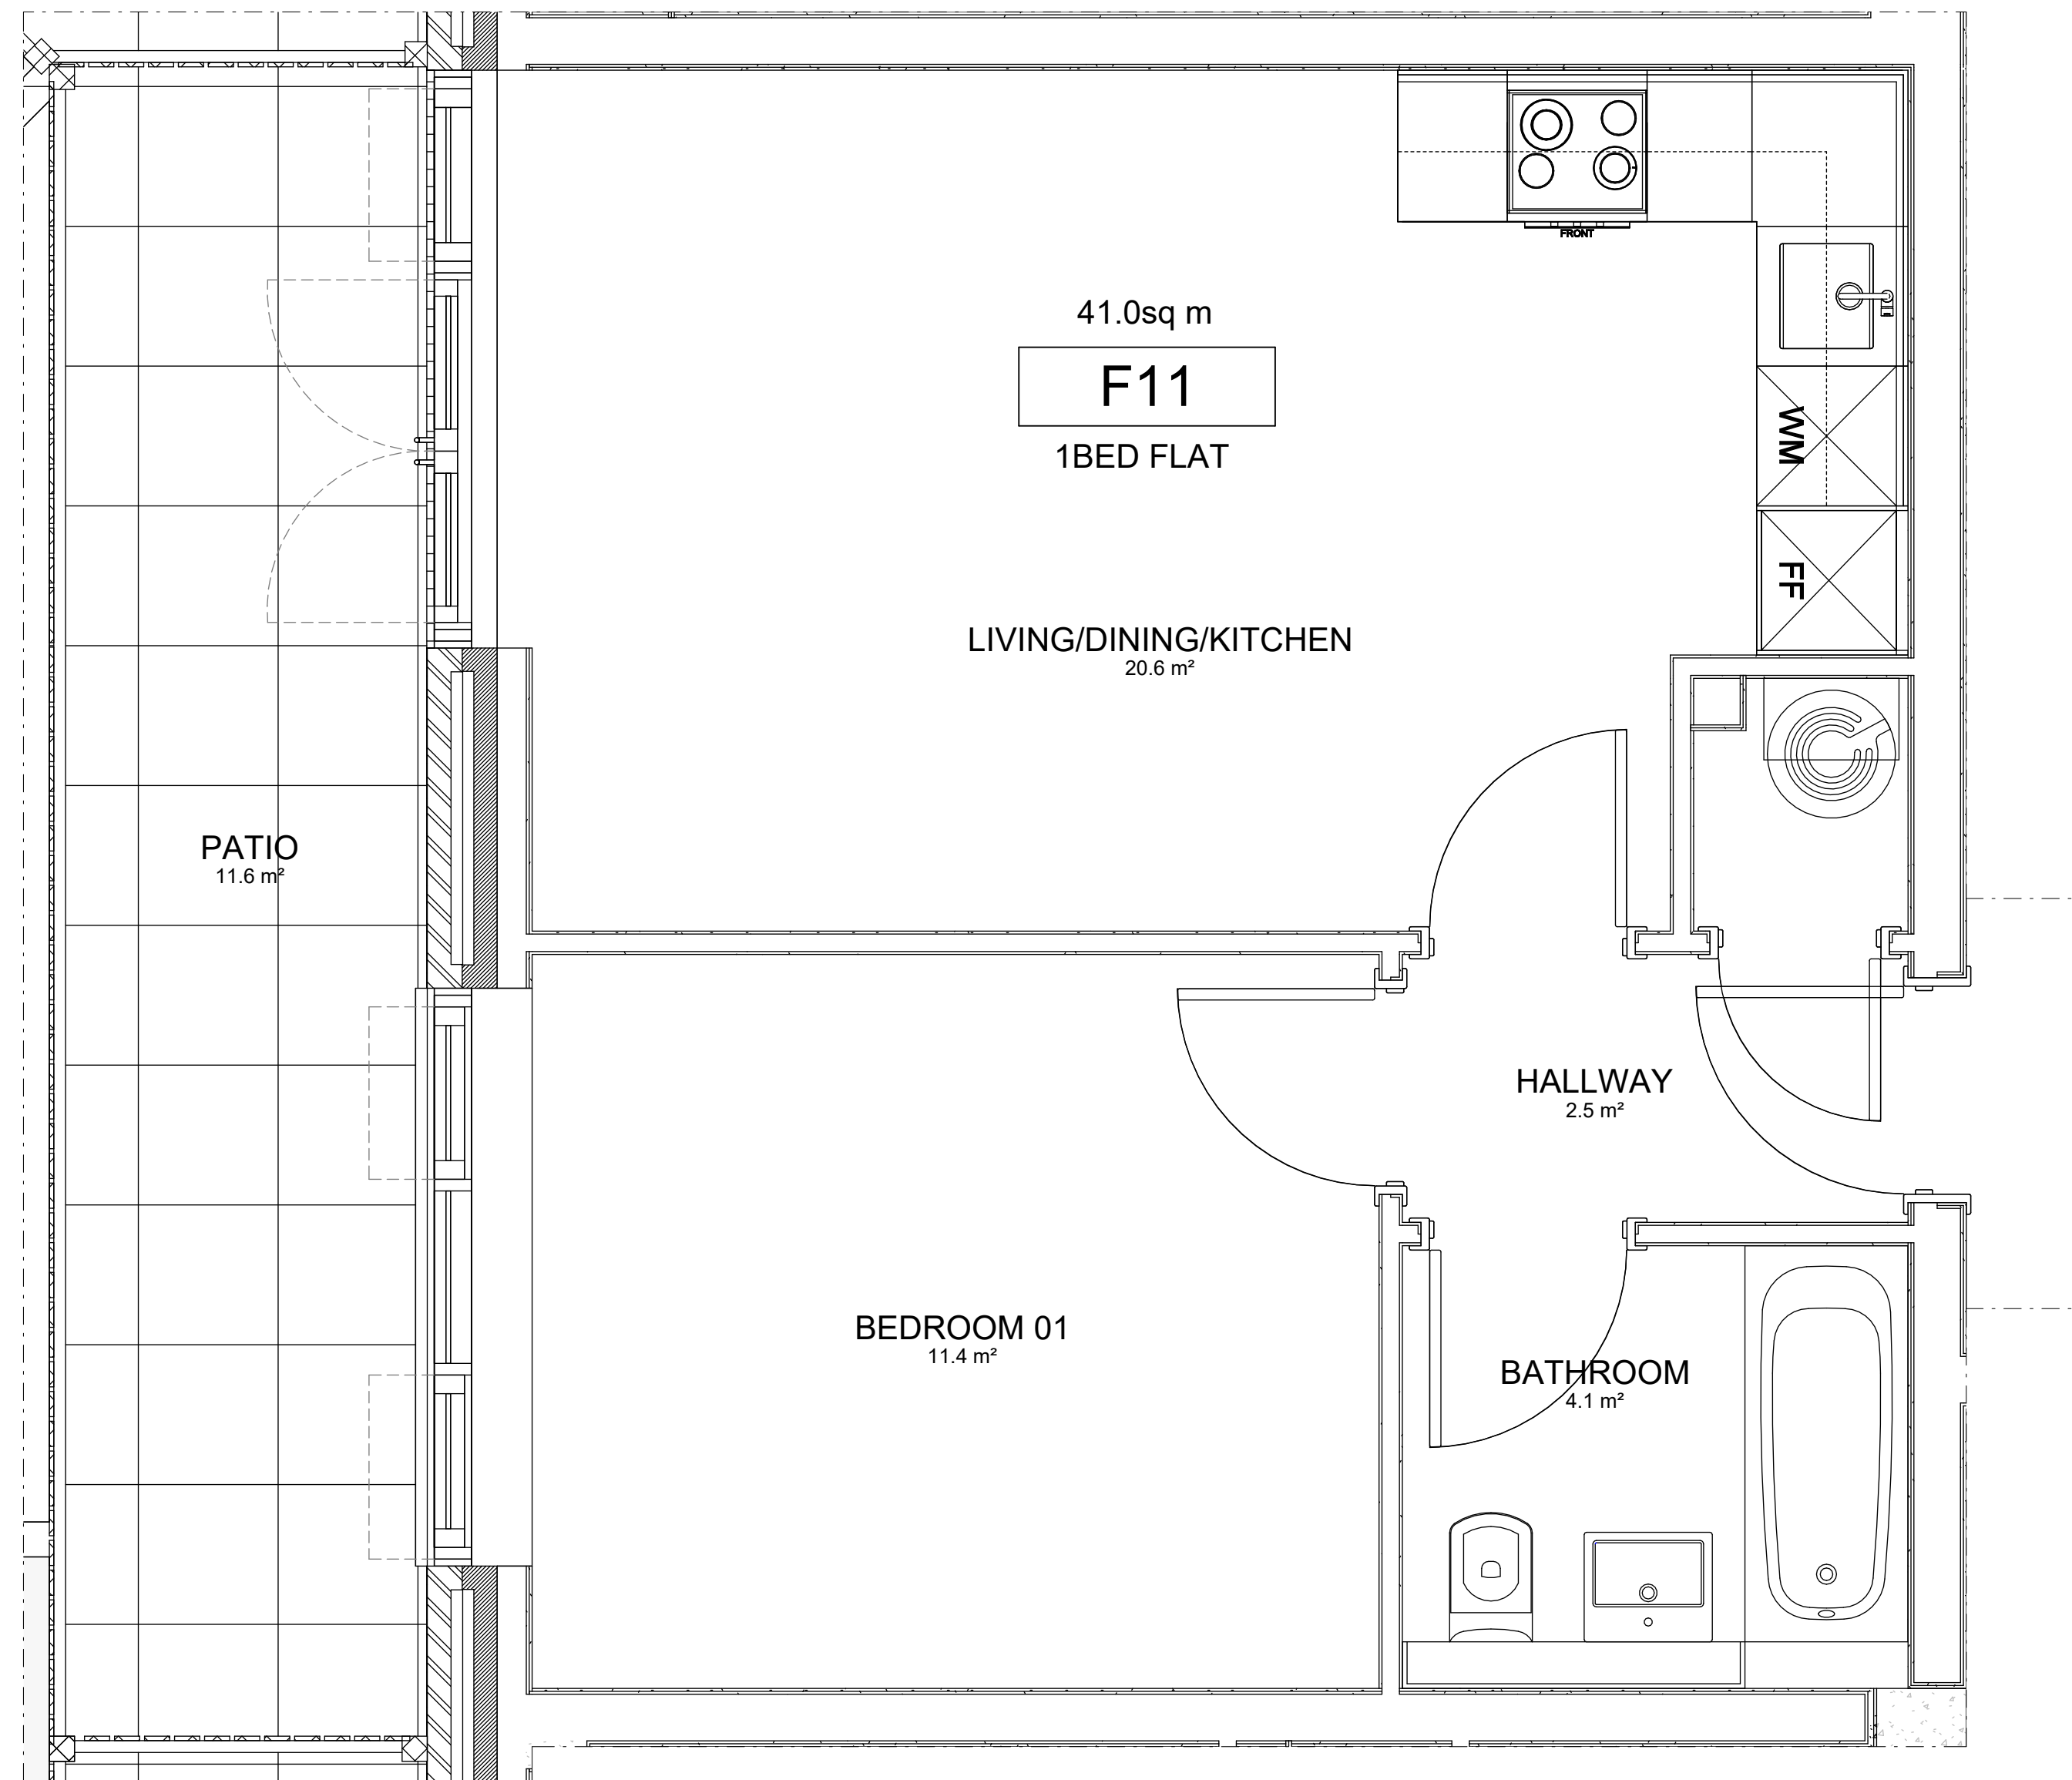 FRONT
41.0sq m
F11
1BED FLAT
WM
FF
LIVING/DINING/KITCHEN
20.6 m²
PATIO
11.6 m²
HALLWAY
2.5 m²
BEDROOM 01
11.4 m²
BATHROOM
4.1 m²